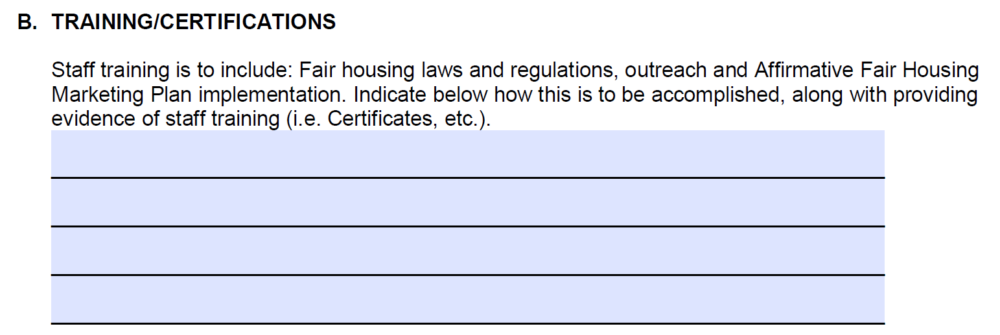 B. TRAINING/CERTIFICATIONS
Staff training is to include: Fair housing laws and regulations, outreach and Affirmative Fair Housing
Marketing Plan implementation. Indicate below how this is to be accomplished, along with providing
evidence of staff training (i.e. Certificates, etc.).